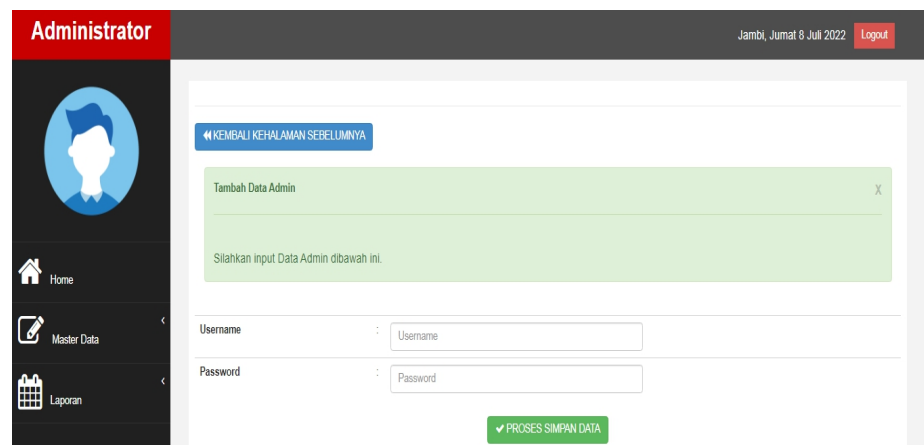 Administrator
Jambi, Jumat 8 Juli 2022 Logout
KEMBALI KEHALAMAN SEBELUMNYA
Tambah Data Admin X
Silahkan input Data Admin dibawah ini.
Home
Master Data
Laporan
Username : Username
Password : Password
PROSES SIMPAN DATA